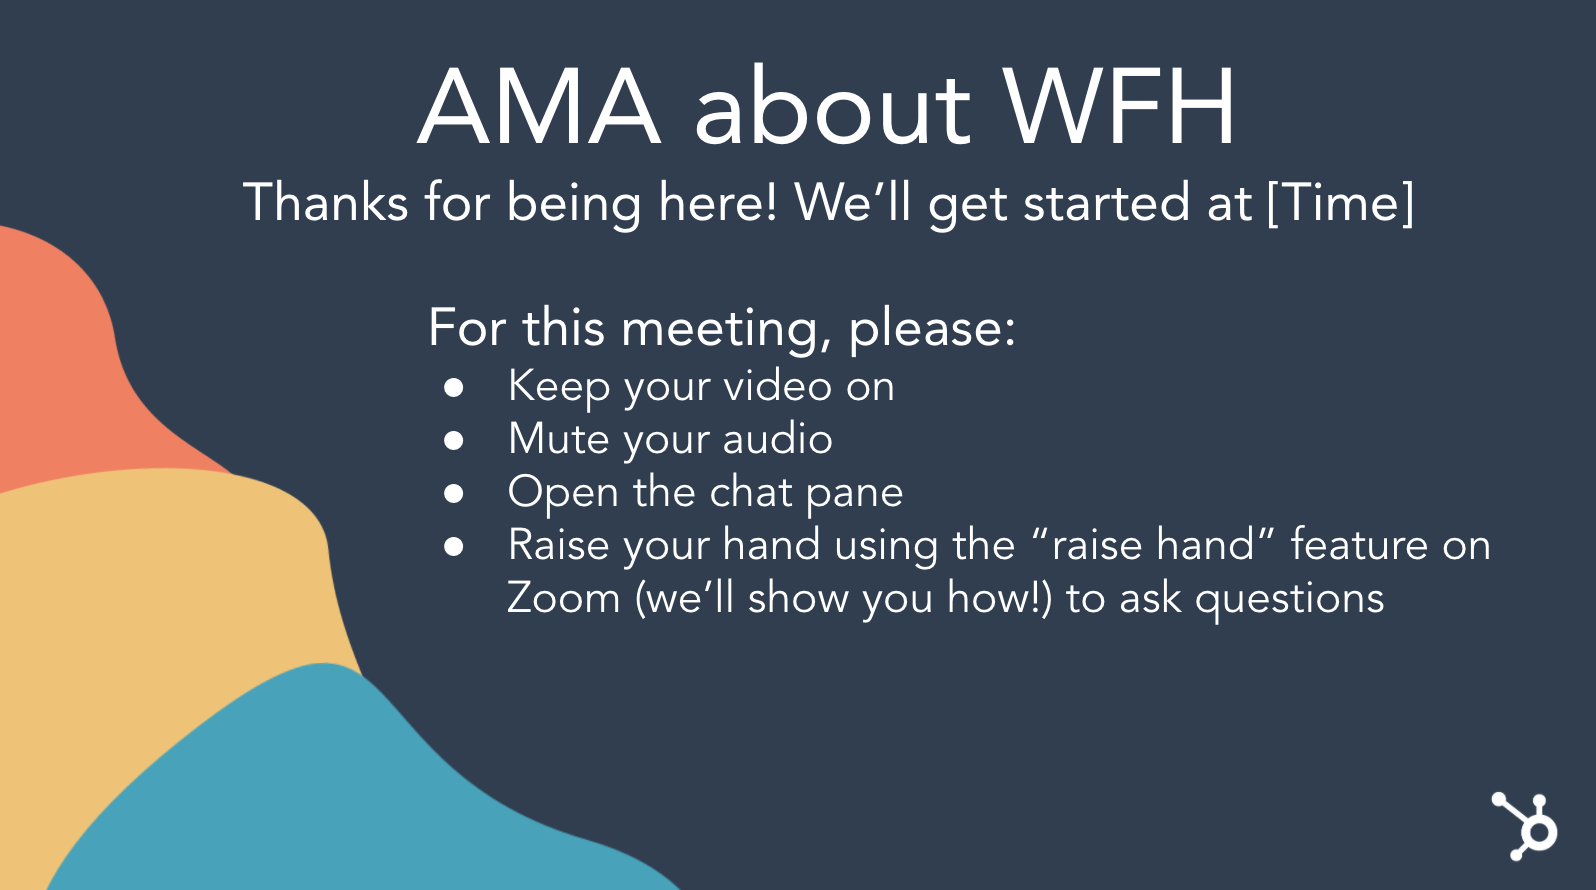 AMA about WFH
Thanks for being here! We’ll get started at [Time]
For this meeting, please:
● Keep your video on
● Mute your audio
● Open the chat pane
● Raise your hand using the “raise hand” feature on
Zoom (we’ll show you how!) to ask questions